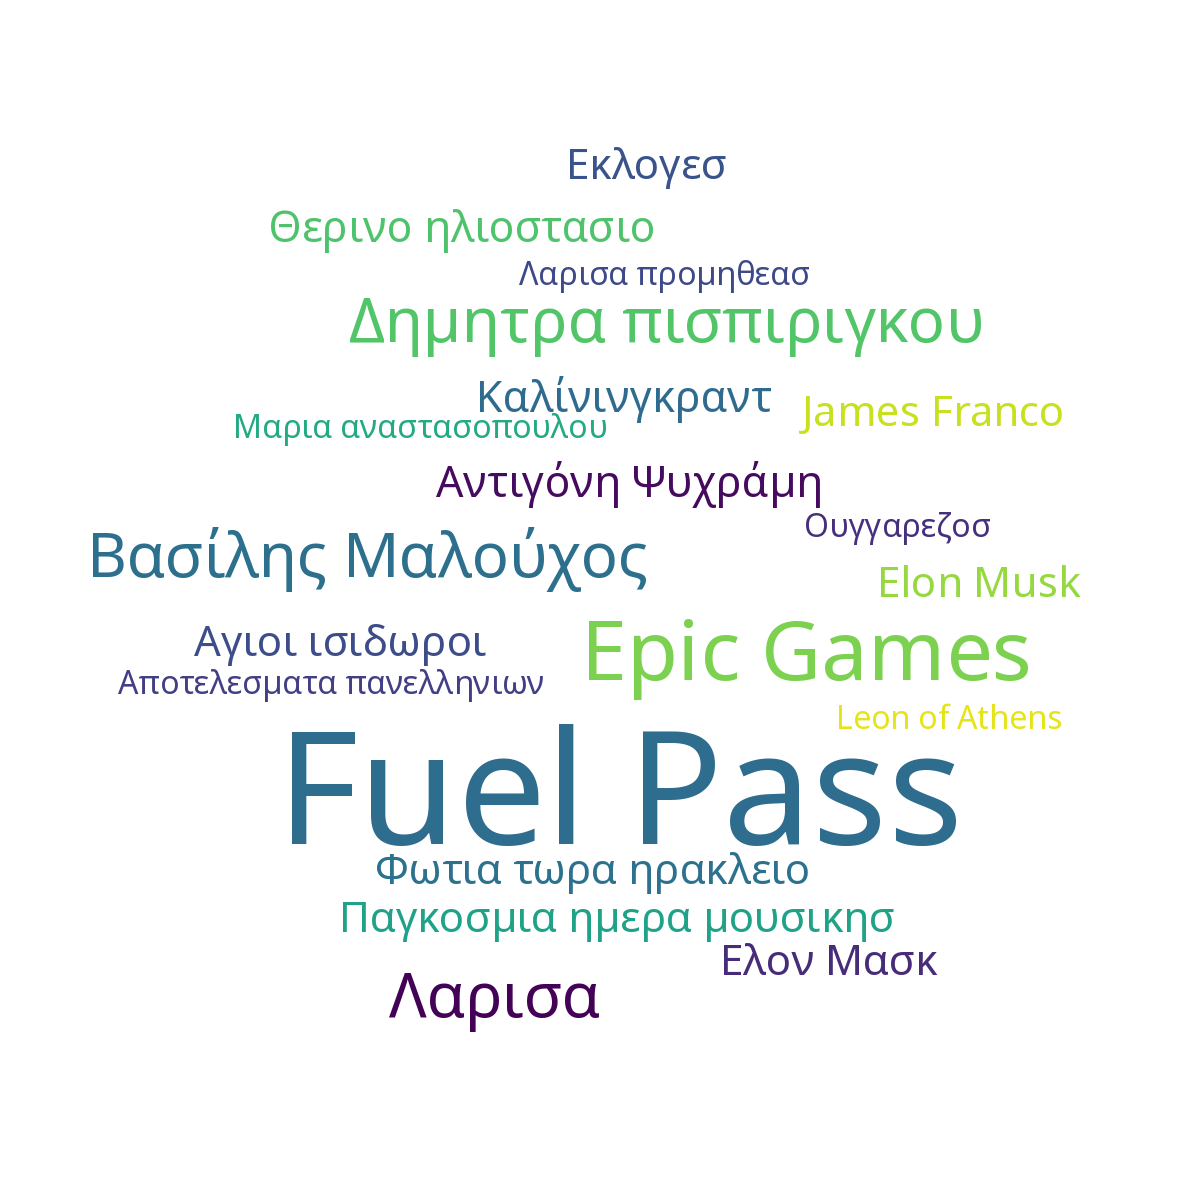 Εκλογεσ
Θερινο ηλιοστασιο
Λαρισα προμηθεασ
Δημητρα πισπιριγκου
Καλίνινγκραντ
James Franco
Μαρια αναστασοπουλου
Αντιγόνη Ψυχράμη
Ουγγαρεζοσ
Βασίλης Μαλούχος
Elon Musk
Αγιοι ισιδωροι
Epic Games
Αποτελεσματα πανελληνιων
Leon of Athens
Fuel Pass
Φωτια τωρα ηρακλειο
Παγκοσμια ημερα μουσικησ
Ελον Μασκ
Λαρισα